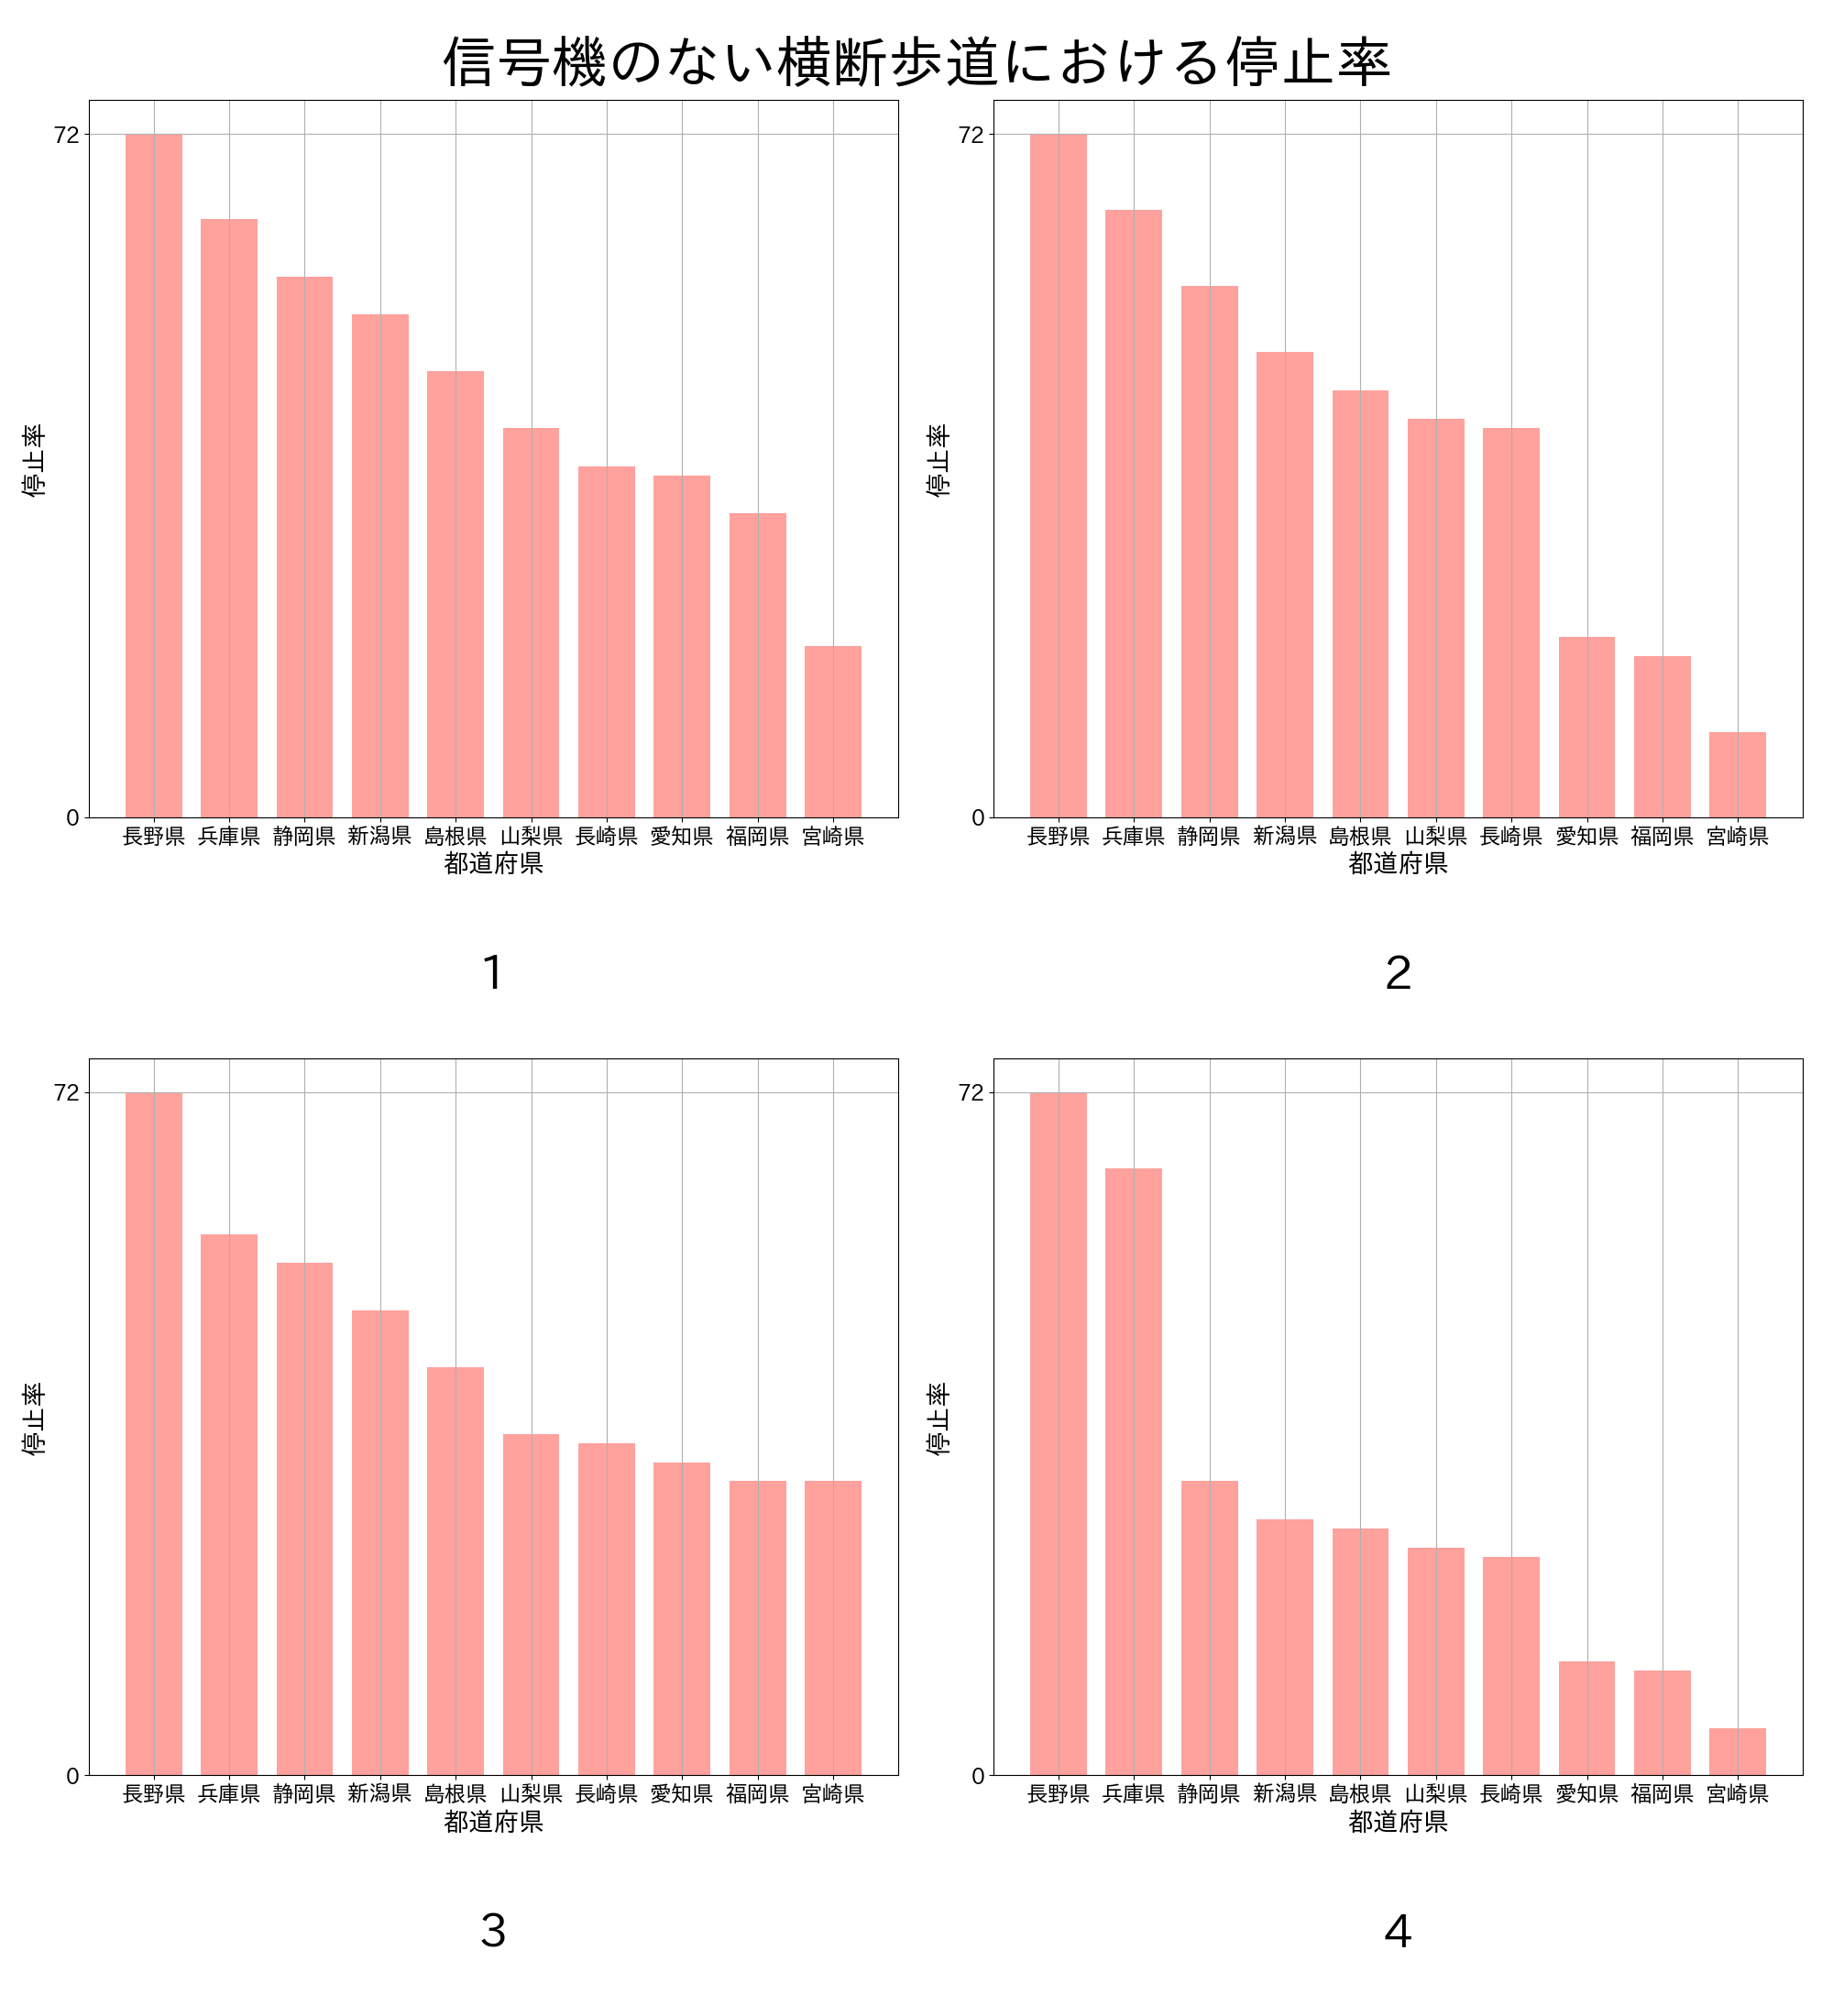 信号機のない横断歩道における停止率
72
0
停止率
長野県 兵庫県 静岡県 新潟県 島根県 山梨県 長崎県 愛知県 福岡県 宮崎県
都道府県
1
72
0
停止率
長野県 兵庫県 静岡県 新潟県 島根県 山梨県 長崎県 愛知県 福岡県 宮崎県
都道府県
2
72
0
停止率
長野県 兵庫県 静岡県 新潟県 島根県 山梨県 長崎県 愛知県 福岡県 宮崎県
都道府県
3
72
0
停止率
長野県 兵庫県 静岡県 新潟県 島根県 山梨県 長崎県 愛知県 福岡県 宮崎県
都道府県
4